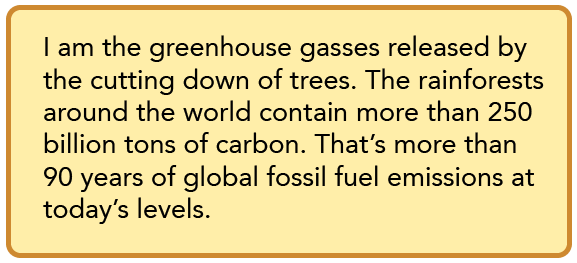 I am the greenhouse gasses released by
the cutting down of trees. The rainforests
around the world contain more than 250
billion tons of carbon. That’s more than
90 years of global fossil fuel emissions at
today’s levels.